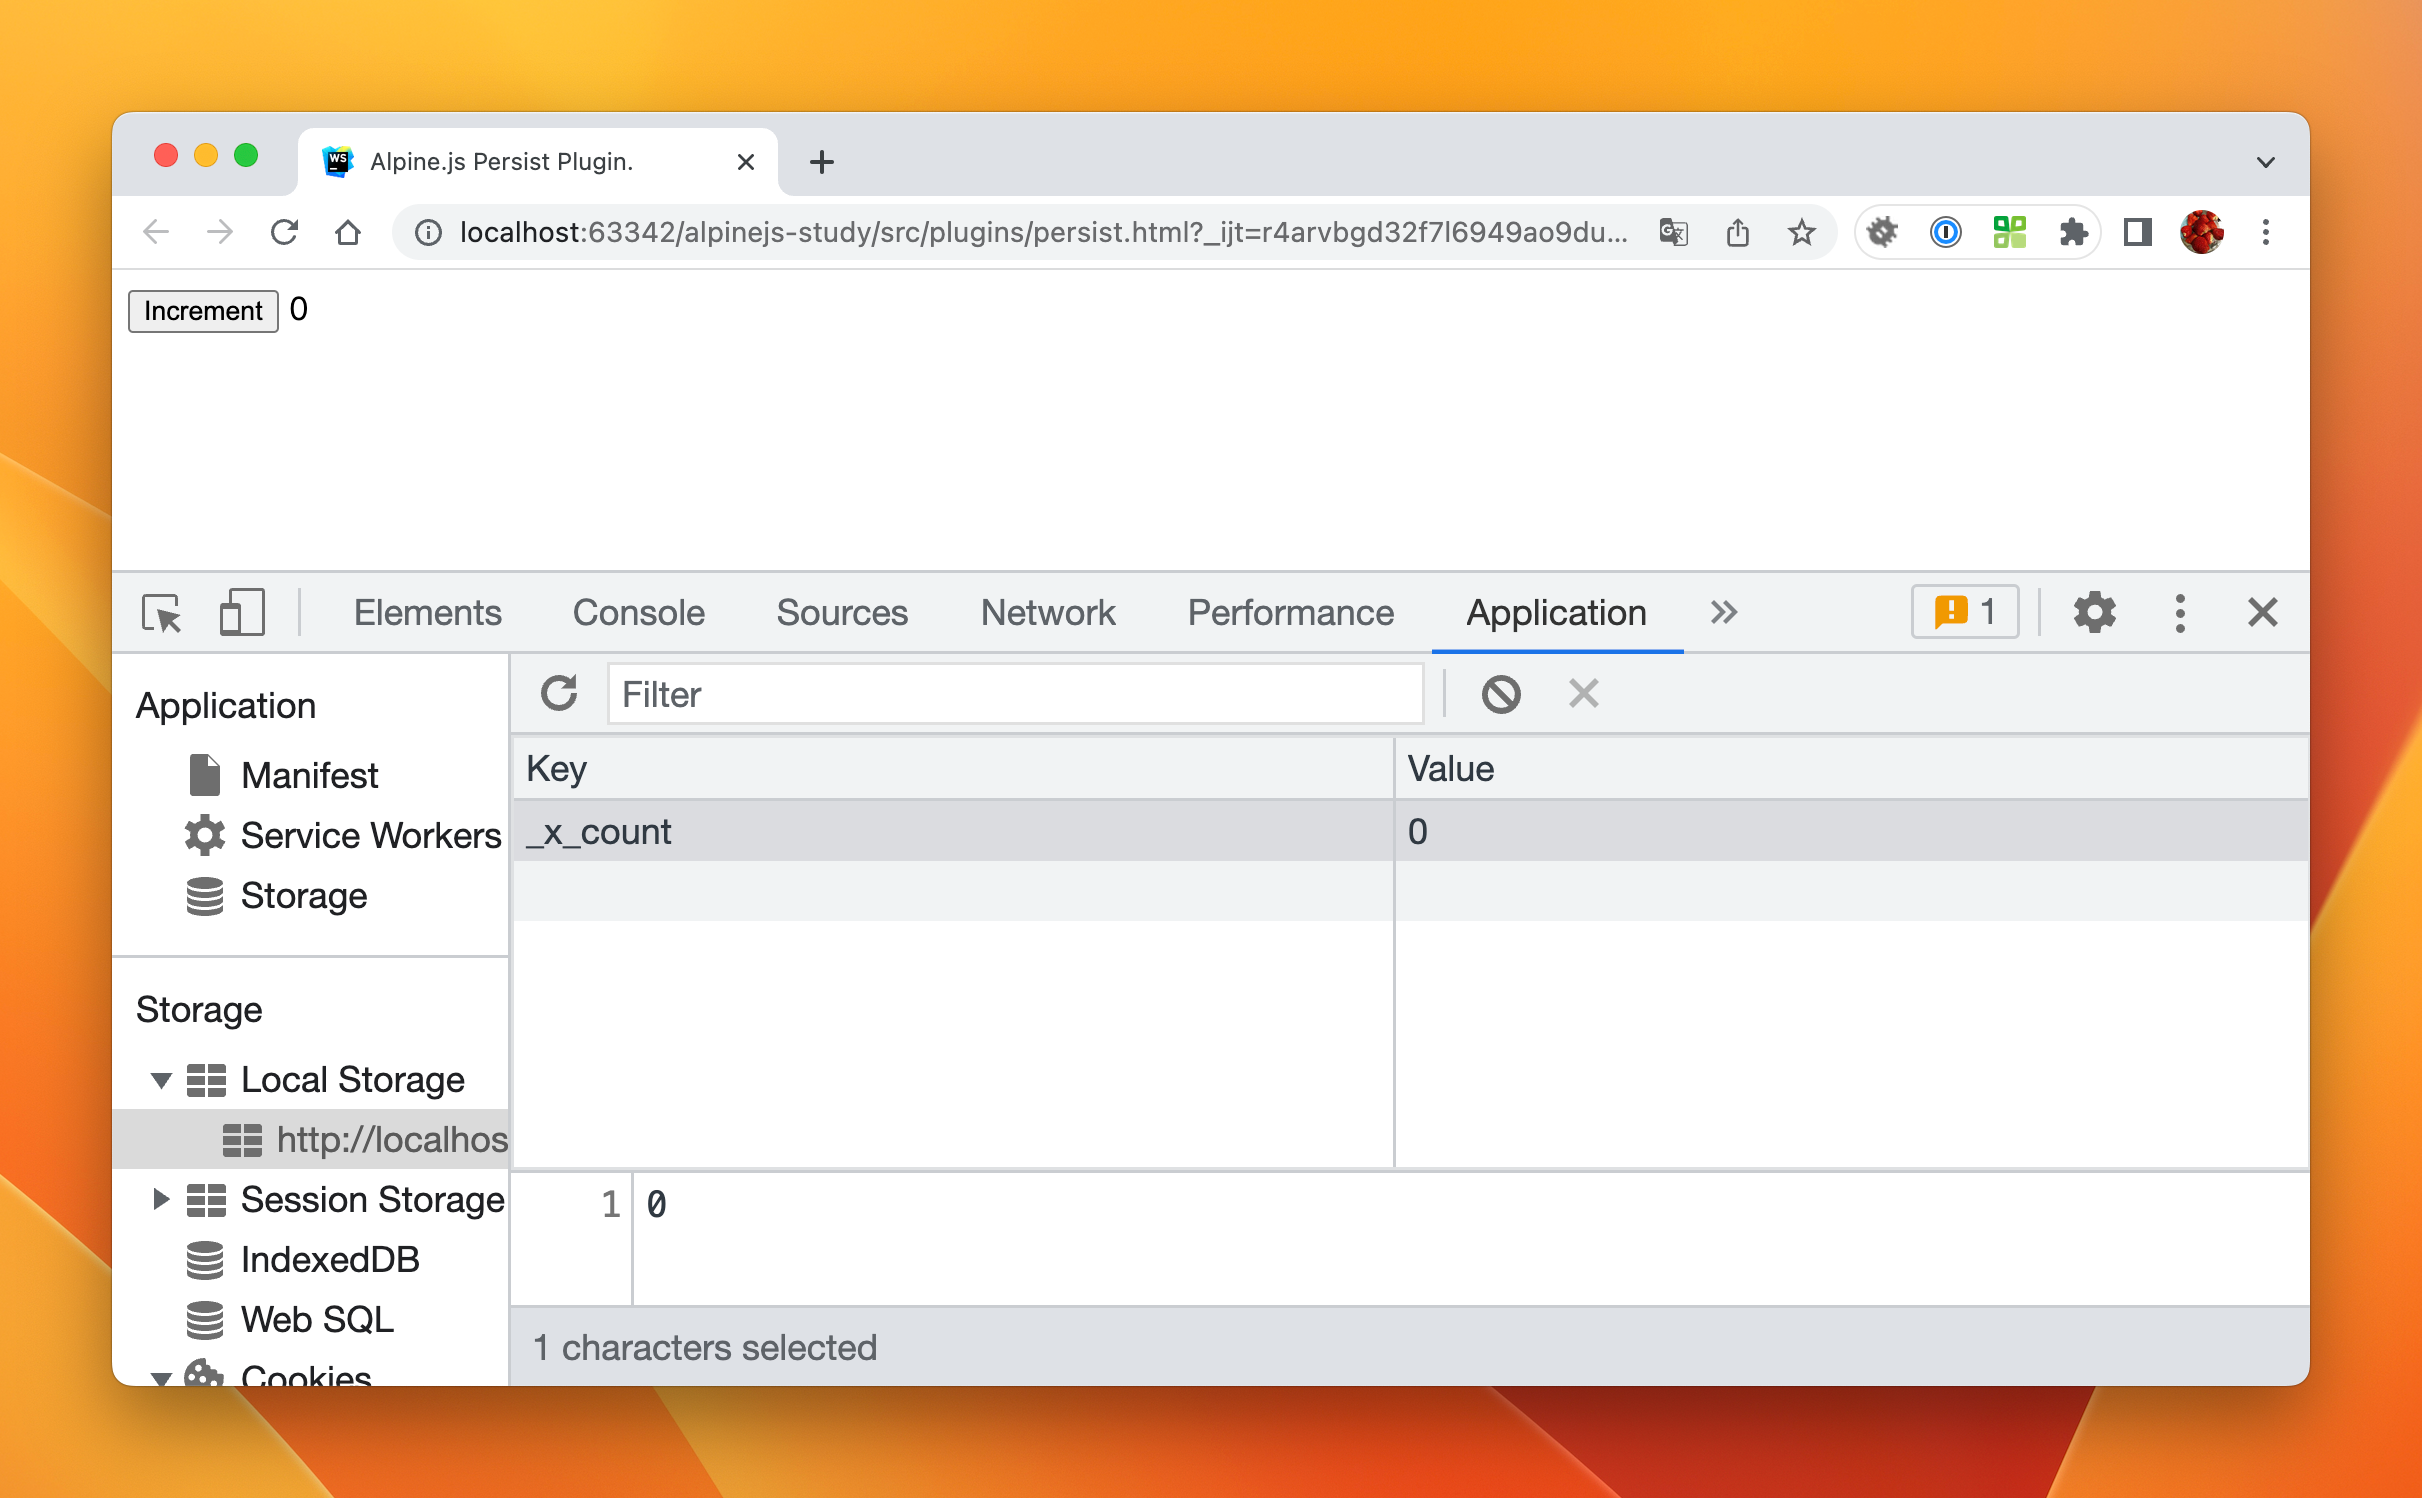 WS
Alpine.js Persist Plugin.
localhost:63342/alpinejs-study/src/plugins/persist.html?_ijt=r4arvbgd32f7l6949ao9du...
Increment 0
Elements Console Sources Network Performance Application 1
Application
Manifest
Service Workers
Storage
Storage
Local Storage
http://localhos
Session Storage
IndexedDB
Web SQL
Cookies
Filter
Key Value
_x_count 0
1 0
1 characters selected